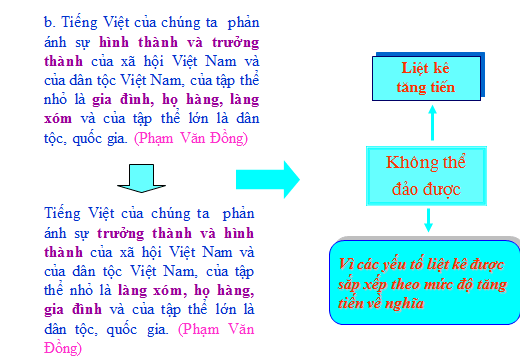 b. Tiếng Việt của chúng ta phản
ánh sự hình thành và trưởng
thành của xã hội Việt Nam và
của dân tộc Việt Nam, của tập thể
nhỏ là gia đình, họ hàng, làng
xóm và của tập thể lớn là dân
tộc, quốc gia. (Phạm Văn Đồng)
Tiếng Việt của chúng ta phản
ánh sự trưởng thành và hình
thành của xã hội Việt Nam và
của dân tộc Việt Nam, của tập
thể nhỏ là làng xóm, họ hàng,
gia đình và của tập thể lớn là
dân tộc, quốc gia. (Phạm Văn
Đồng)
Liệt kê
tăng tiến
Không thể
đảo được
Vì các yếu tố liệt kê được
sắp xếp theo mức độ tăng
tiến về nghĩa